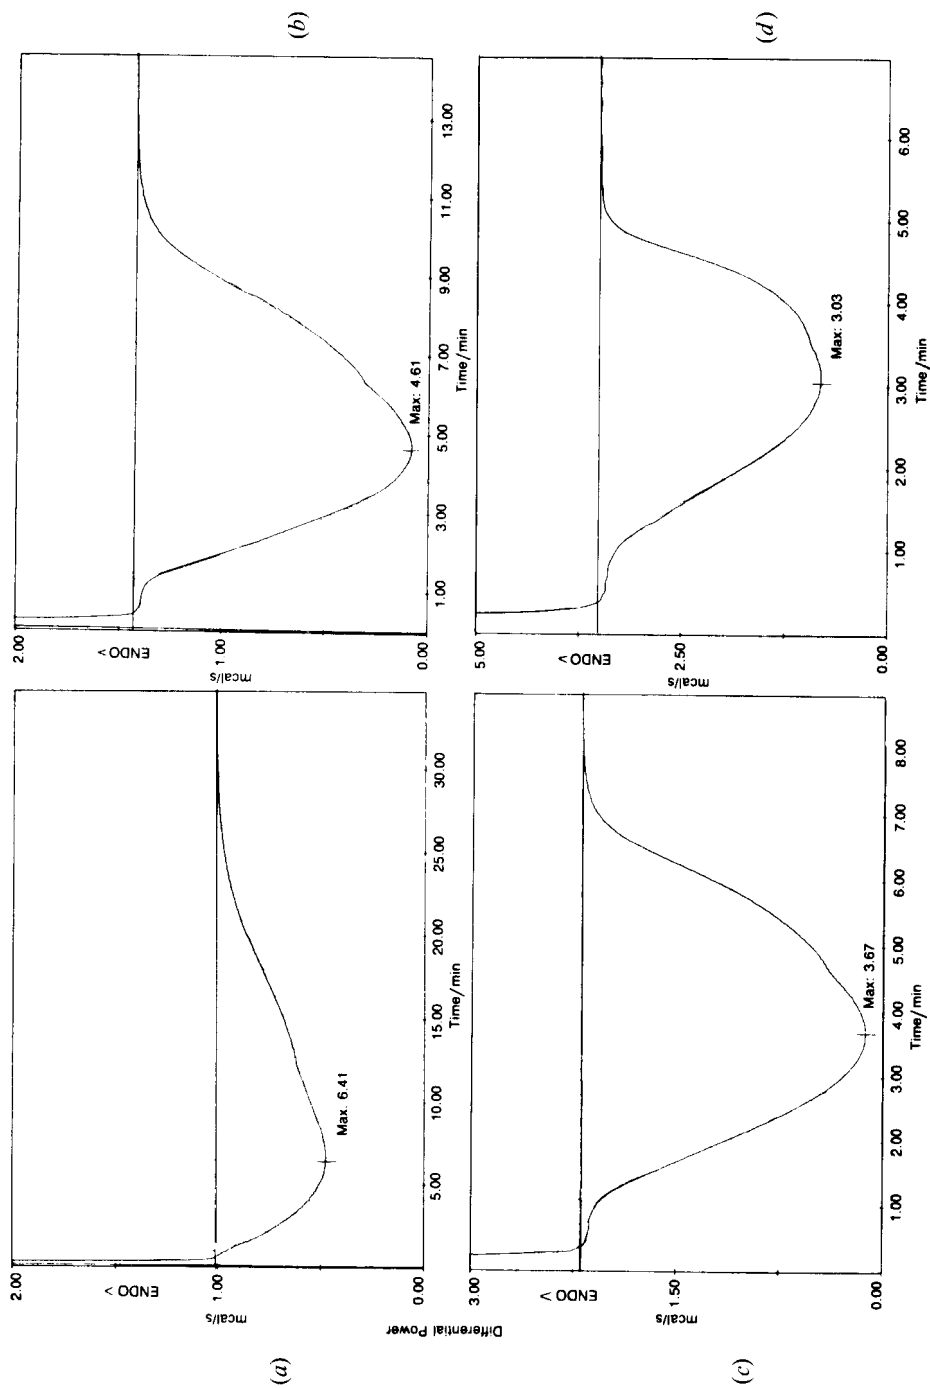 (a)
Differential Power
mcal/s
ENDO >
2.00
1.00
0.00
5.00
10.00
15.00
20.00
25.00
30.00
Time/min
Max. 6.41
(b)
mcal/s
ENDO >
2.00
1.00
0.00
1.00
3.00
5.00
7.00
9.00
11.00
13.00
Time/min
Max: 4.61
(c)
mcal/s
ENDO >
3.00
1.50
0.00
1.00
2.00
3.00
4.00
5.00
6.00
7.00
8.00
Time/min
Max: 3.67
(d)
mcal/s
ENDO >
5.00
2.50
0.00
1.00
2.00
3.00
4.00
5.00
6.00
Time/min
Max: 3.03